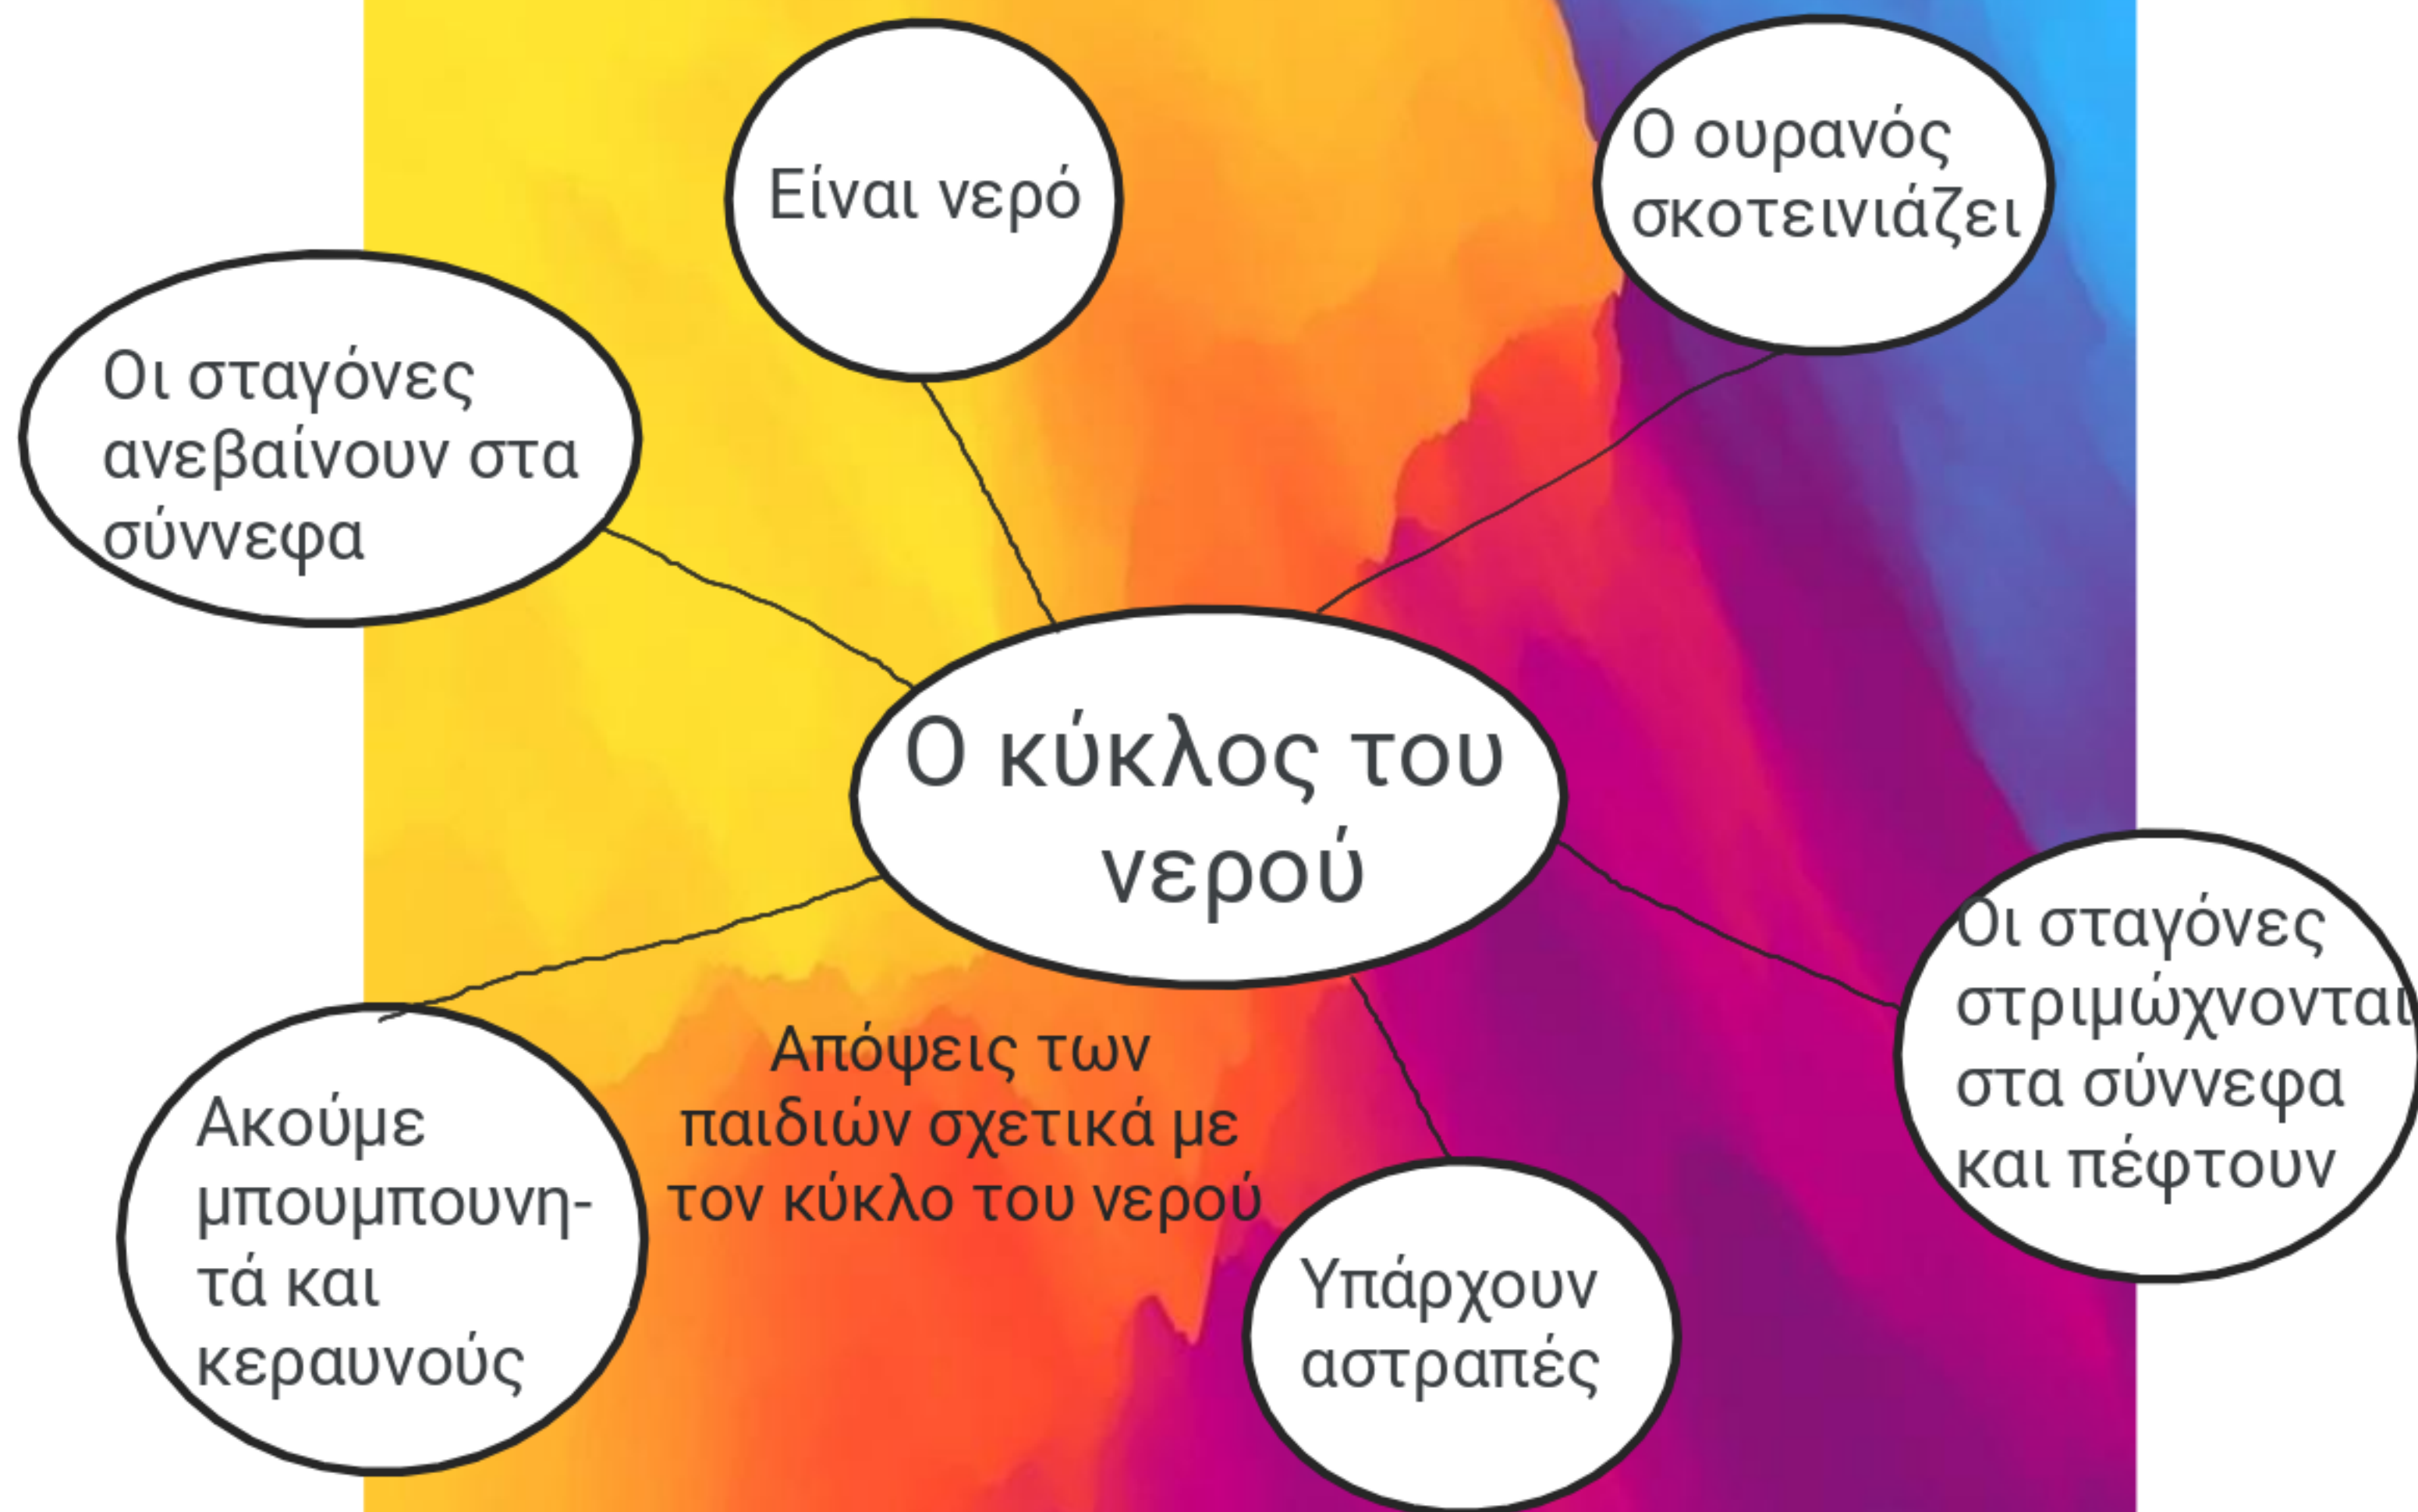 Είναι νερό
Ο ουρανός
σκοτεινιάζει
Οι σταγόνες
ανεβαίνουν στα
σύννεφα
Ο κύκλος του
νερού
Οι σταγόνες
στριμώχνονται
στα σύννεφα
και πέφτουν
Απόψεις των
παιδιών σχετικά με
τον κύκλο του νερού
Ακούμε
μπουμπουνη-
τά και
κεραυνούς
Υπάρχουν
αστραπές